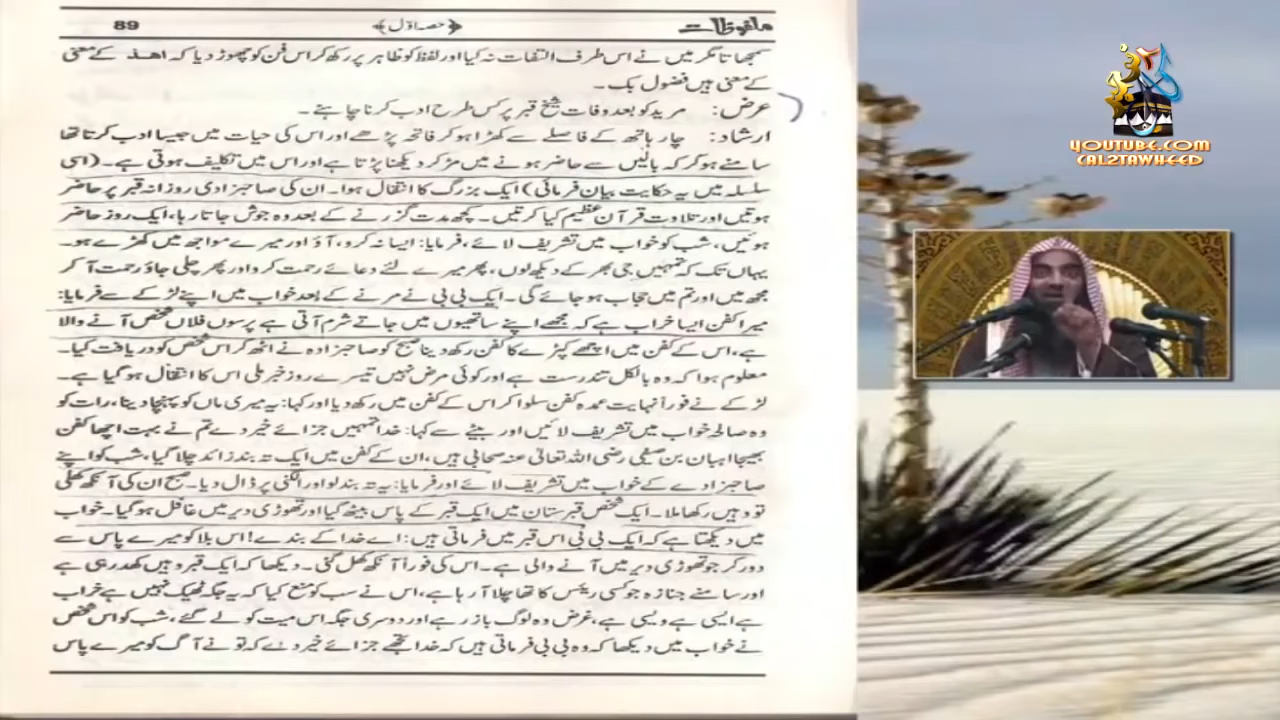 ملفوظات ﴿حصہ اوّل﴾ 89
سمجھاتا مگر میں نے اس طرف التفات نہ کیا اور لفظ کو ظاہر پر رکھ کر اس فن کو چھوڑ دیا کہ اھذ کے معنی
کے معنی ہیں فضول بک۔
عرض: مرید کو بعد وفات شیخ قبر پر کس طرح ادب کرنا چاہئے۔
ارشاد: چار ہاتھ کے فاصلے سے کھڑا ہو کر فاتحہ پڑھے اور اس کی حیات میں جیسا ادب کرتا تھا
سامنے ہو کر کہ بالیں سے حاضر ہونے میں مڑ کر دیکھنا پڑتا ہے اور اس میں تکلیف ہوتی ہے۔ (اسی
سلسلہ میں یہ حکایت بیان فرمائی) ایک بزرگ کا انتقال ہوا۔ ان کی صاحبزادی روزانہ قبر پر حاضر
ہوتیں اور تلاوت قرآن عظیم کیا کرتیں۔ کچھ مدت گزرنے کے بعد وہ جوش جاتا رہا، ایک روز حاضر
ہوئیں، شب کو خواب میں تشریف لائے، فرمایا: ایسا نہ کرو، آؤ اور میرے مواجھ میں کھڑے ہو۔
یہاں تک کہ تمہیں جی بھر کے دیکھ لوں، پھر میرے لئے دعائے رحمت کرو اور پھر چلی جاؤ رحمت آ کر
مجھ میں اور تم میں حجاب ہو جائے گی۔ ایک بی بی نے مرنے کے بعد خواب میں اپنے لڑکے سے فرمایا:
میرا کفن ایسا خراب ہے کہ مجھے اپنے ساتھیوں میں جاتے شرم آتی ہے پرسوں فلاں شخص آنے والا
ہے، اس کے کفن میں اچھے کپڑے کا کفن رکھ دینا صبح کو صاحبزادہ نے اٹھ کر اس شخص کو دریافت کیا۔
معلوم ہوا کہ وہ بالکل تندرست ہے اور کوئی مرض نہیں تیسرے روز خبر ملی اس کا انتقال ہو گیا ہے۔
لڑکے نے فوراً نہایت عمدہ کفن سلوا کر اس کے کفن میں رکھ دیا اور کہا: یہ میری ماں کو پہنچا دینا، رات کو
وہ صالحہ خواب میں تشریف لائیں اور بیٹے سے کہا: خدا تمہیں جزائے خیر دے تم نے بہت اچھا کفن
بھیجا اہبان بن صیفی رضی اللہ تعالیٰ عنہ صحابی ہیں، ان کے کفن میں ایک تہ بند زائد چلا گیا، شب کو اپنے
صاحبزادے کے خواب میں تشریف لائے اور فرمایا: یہ تہ بند لو اور الگنی پر ڈال دیا۔ صبح ان کی آنکھ کھلی
تو وہیں رکھا ملا۔ ایک شخص قبرستان میں ایک قبر کے پاس بیٹھ گیا اور تھوڑی دیر میں غافل ہو گیا۔ خواب
میں دیکھتا ہے کہ ایک بی بی اس قبر میں فرماتی ہیں: اے خدا کے بندے! اس بلا کو میرے پاس سے
دور کر جو تھوڑی دیر میں آنے والی ہے۔ اس کی فوراً آنکھ کھل گئی۔ دیکھا کہ ایک قبر وہیں کھد رہی ہے
اور سامنے جنازہ جو کسی رئیس کا تھا چلا آ رہا ہے، اس نے سب کو منع کیا کہ یہ جگہ ٹھیک نہیں ہے خراب
ہے ایسی ہے ویسی ہے، غرض وہ لوگ باز رہے اور دوسری جگہ اس میت کو لے گئے، شب کو اس شخص
نے خواب میں دیکھا کہ وہ بی بی فرماتی ہیں کہ خدا تجھے جزائے خیر دے کہ تو نے آگ کو میرے پاس
YOUTUBE.COM
CAL2TAWHEED